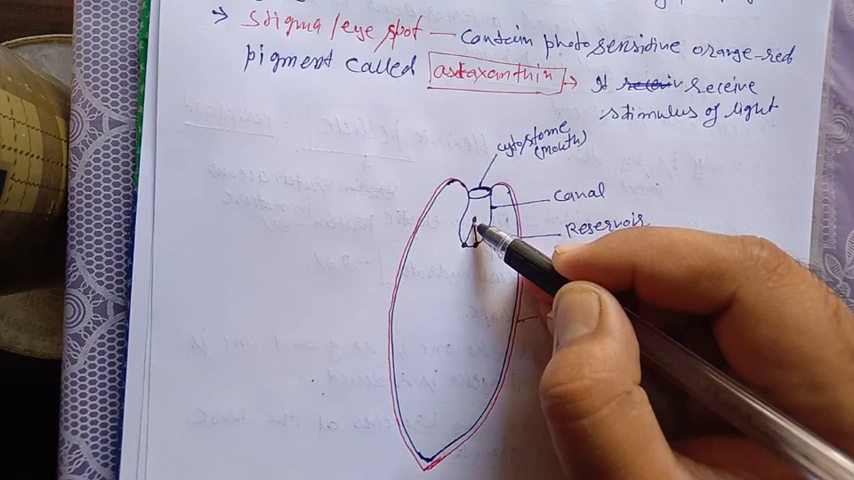 → stigma/eye spot — Contain photosensitive orange-red
pigment called astaxanthin → It receive
stimulus of light
cytostome
(mouth)
Canal
Reservoir